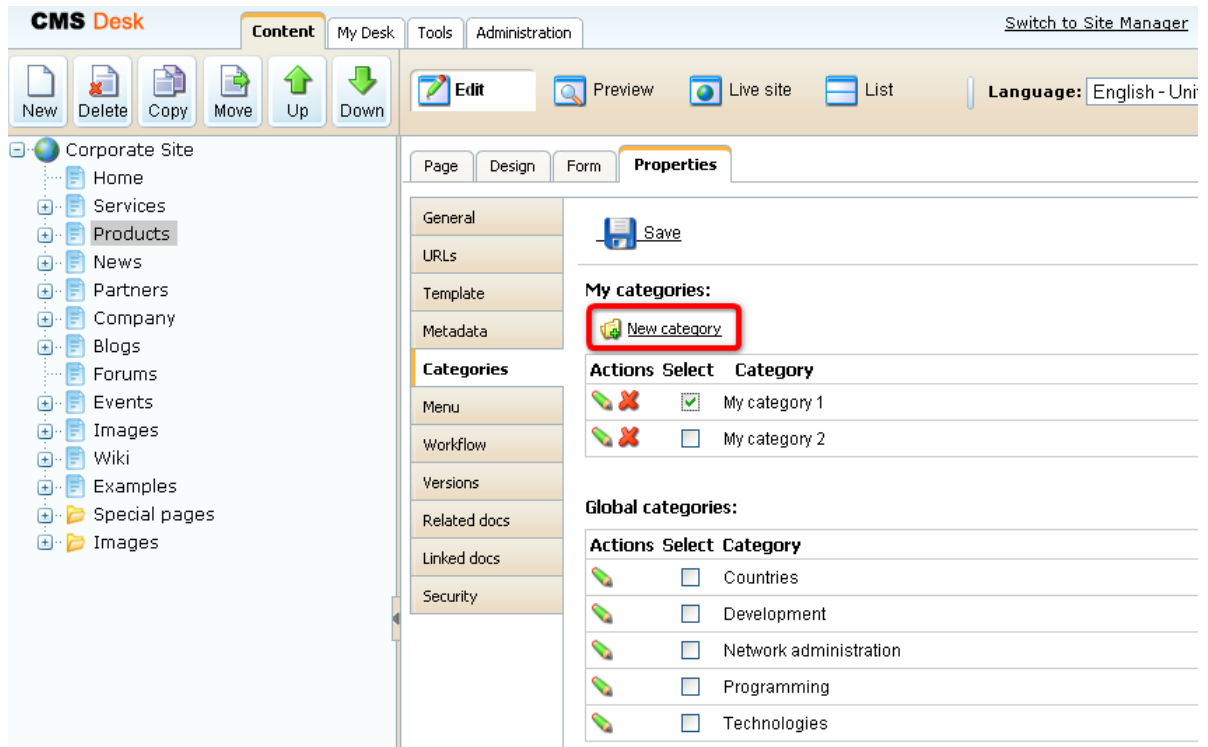 CMS Desk
Content My Desk Tools Administration
Switch to Site Manager
New Delete Copy Move Up Down
Edit Preview Live site List
Language: English - Uni
Corporate Site
Home
Services
Products
News
Partners
Company
Blogs
Forums
Events
Images
Wiki
Examples
Special pages
Images
Page Design Form Properties
General
URLs
Template
Metadata
Categories
Menu
Workflow
Versions
Related docs
Linked docs
Security
Save
My categories:
New category
Actions Select Category
My category 1
My category 2
Global categories:
Actions Select Category
Countries
Development
Network administration
Programming
Technologies